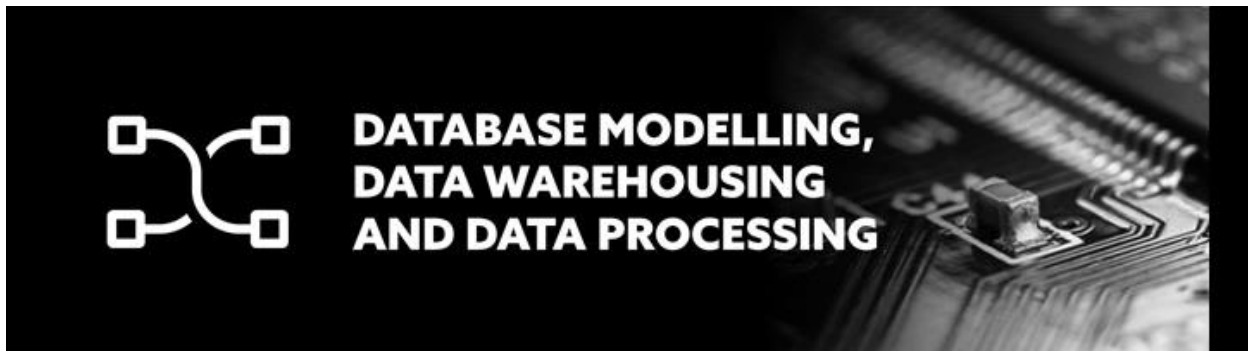 DATABASE MODELLING,
DATA WAREHOUSING
AND DATA PROCESSING